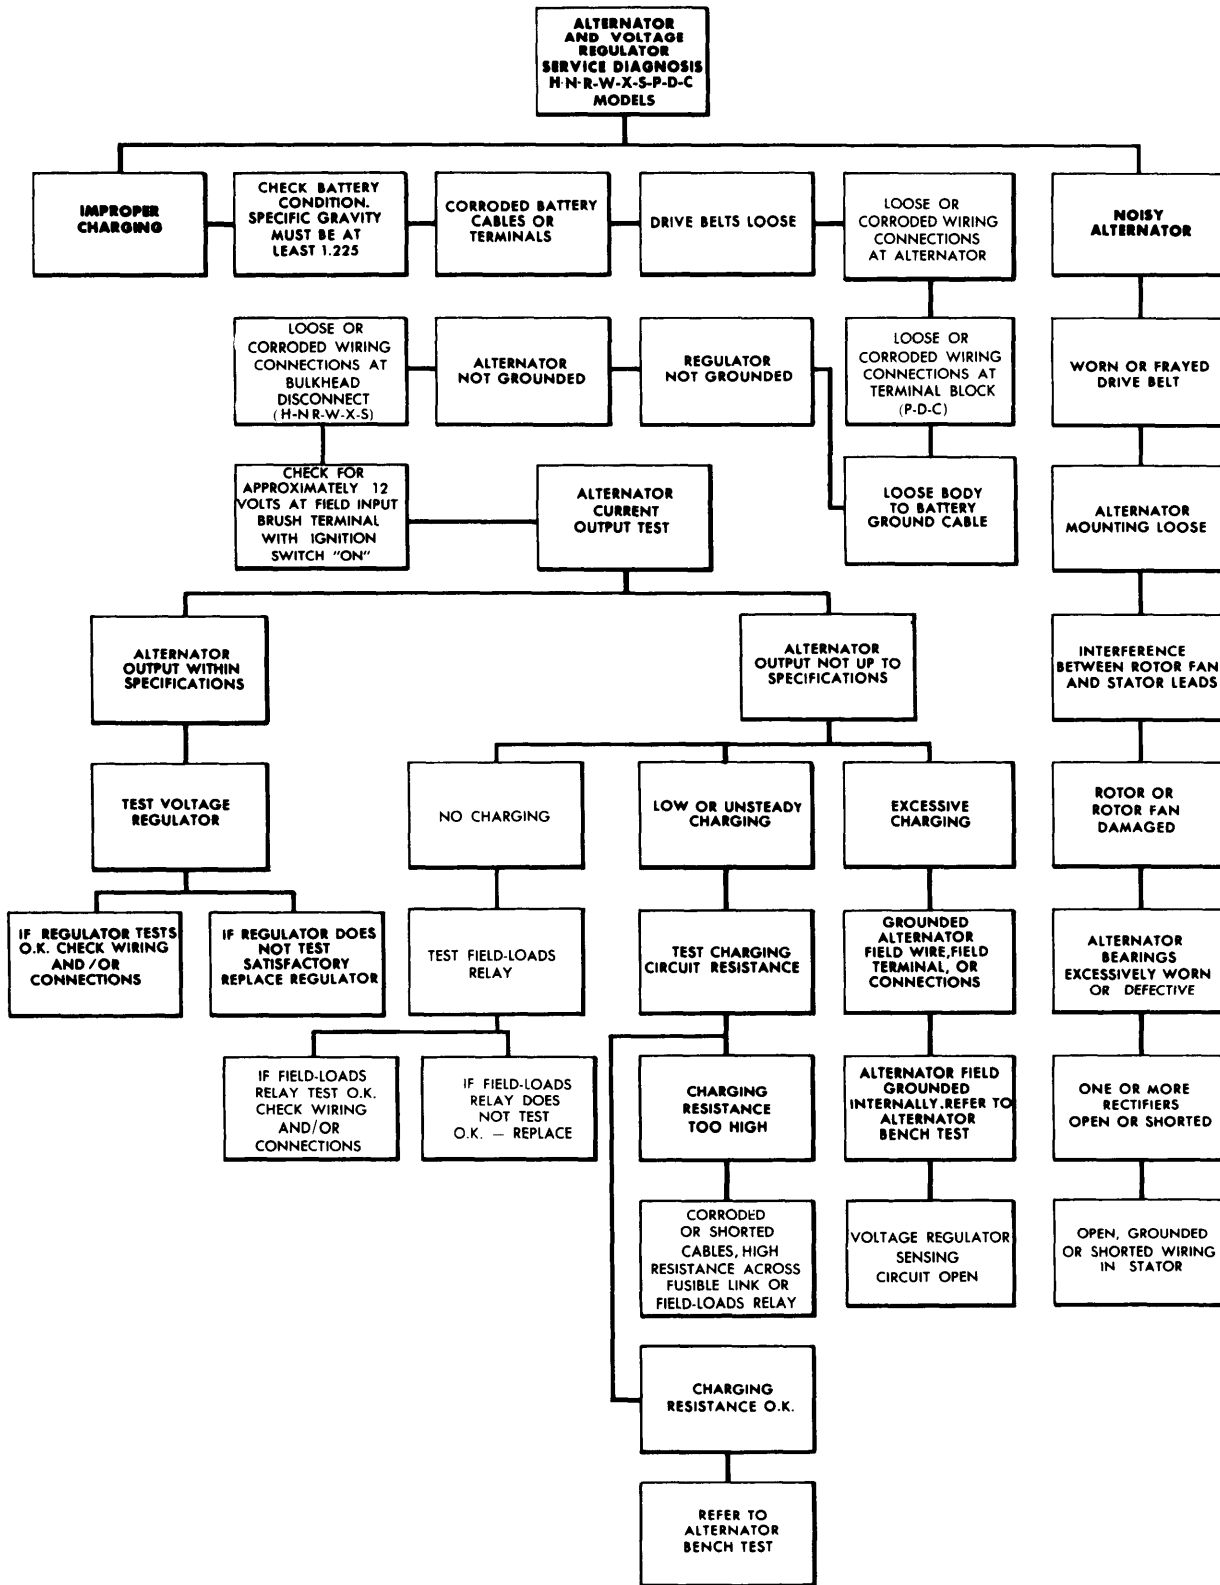 ALTERNATOR
AND VOLTAGE
REGULATOR
SERVICE DIAGNOSIS
H-N-R-W-X-S-P-D-C
MODELS
IMPROPER
CHARGING
CHECK BATTERY
CONDITION.
SPECIFIC GRAVITY
MUST BE AT
LEAST 1.225
CORRODED BATTERY
CABLES OR
TERMINALS
DRIVE BELTS LOOSE
LOOSE OR
CORRODED WIRING
CONNECTIONS
AT ALTERNATOR
NOISY
ALTERNATOR
LOOSE OR
CORRODED WIRING
CONNECTIONS AT
BULKHEAD
DISCONNECT
(H-N R-W-X-S)
ALTERNATOR
NOT GROUNDED
REGULATOR
NOT GROUNDED
LOOSE OR
CORRODED WIRING
CONNECTIONS AT
TERMINAL BLOCK
(P-D-C)
WORN OR FRAYED
DRIVE BELT
CHECK FOR
APPROXIMATELY 12
VOLTS AT FIELD INPUT
BRUSH TERMINAL
WITH IGNITION
SWITCH "ON"
ALTERNATOR
CURRENT
OUTPUT TEST
LOOSE BODY
TO BATTERY
GROUND CABLE
ALTERNATOR
MOUNTING LOOSE
ALTERNATOR
OUTPUT WITHIN
SPECIFICATIONS
ALTERNATOR
OUTPUT NOT UP TO
SPECIFICATIONS
INTERFERENCE
BETWEEN ROTOR FAN
AND STATOR LEADS
TEST VOLTAGE
REGULATOR
NO CHARGING
LOW OR UNSTEADY
CHARGING
EXCESSIVE
CHARGING
ROTOR OR
ROTOR FAN
DAMAGED
IF REGULATOR TESTS
O.K. CHECK WIRING
AND/OR
CONNECTIONS
IF REGULATOR DOES
NOT TEST
SATISFACTORY
REPLACE REGULATOR
TEST FIELD-LOADS
RELAY
TEST CHARGING
CIRCUIT RESISTANCE
GROUNDED
ALTERNATOR
FIELD WIRE,FIELD
TERMINAL, OR
CONNECTIONS
ALTERNATOR
BEARINGS
EXCESSIVELY WORN
OR DEFECTIVE
IF FIELD-LOADS
RELAY TEST O.K.
CHECK WIRING
AND/OR
CONNECTIONS
IF FIELD-LOADS
RELAY DOES
NOT TEST
O.K. — REPLACE
CHARGING
RESISTANCE
TOO HIGH
ALTERNATOR FIELD
GROUNDED
INTERNALLY.REFER TO
ALTERNATOR
BENCH TEST
ONE OR MORE
RECTIFIERS
OPEN OR SHORTED
CORRODED
OR SHORTED
CABLES, HIGH
RESISTANCE ACROSS
FUSIBLE LINK OR
FIELD-LOADS RELAY
VOLTAGE REGULATOR
SENSING
CIRCUIT OPEN
OPEN, GROUNDED
OR SHORTED WIRING
IN STATOR
CHARGING
RESISTANCE O.K.
REFER TO
ALTERNATOR
BENCH TEST